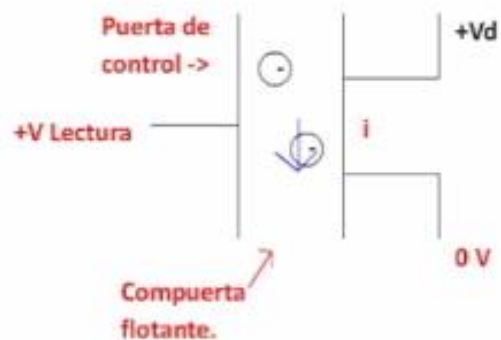 Puerta de
control ->
+Vd
+V Lectura
i
0 V
Compuerta
flotante.